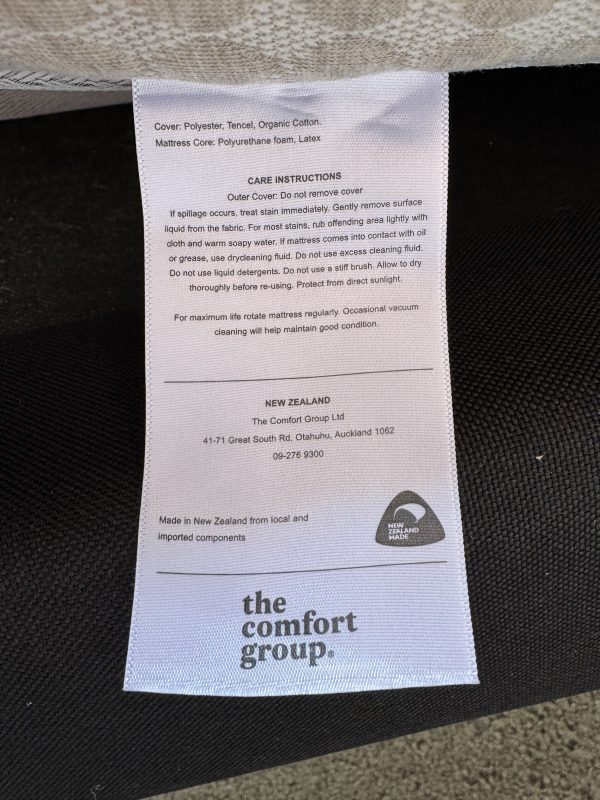 Cover: Polyester, Tencel, Organic Cotton.
Mattress Core: Polyurethane foam, Latex
CARE INSTRUCTIONS
Outer Cover: Do not remove cover
If spillage occurs, treat stain immediately. Gently remove surface
liquid from the fabric. For most stains, rub offending area lightly with
cloth and warm soapy water. If mattress comes into contact with oil
or grease, use drycleaning fluid. Do not use excess cleaning fluid.
Do not use liquid detergents. Do not use a stiff brush. Allow to dry
thoroughly before re-using. Protect from direct sunlight.
For maximum life rotate mattress regularly. Occasional vacuum
cleaning will help maintain good condition.
NEW ZEALAND
The Comfort Group Ltd
41-71 Great South Rd, Otahuhu, Auckland 1062
09-276 9300
Made in New Zealand from local and
imported components
NEW
ZEALAND
MADE
the
comfort
group.®